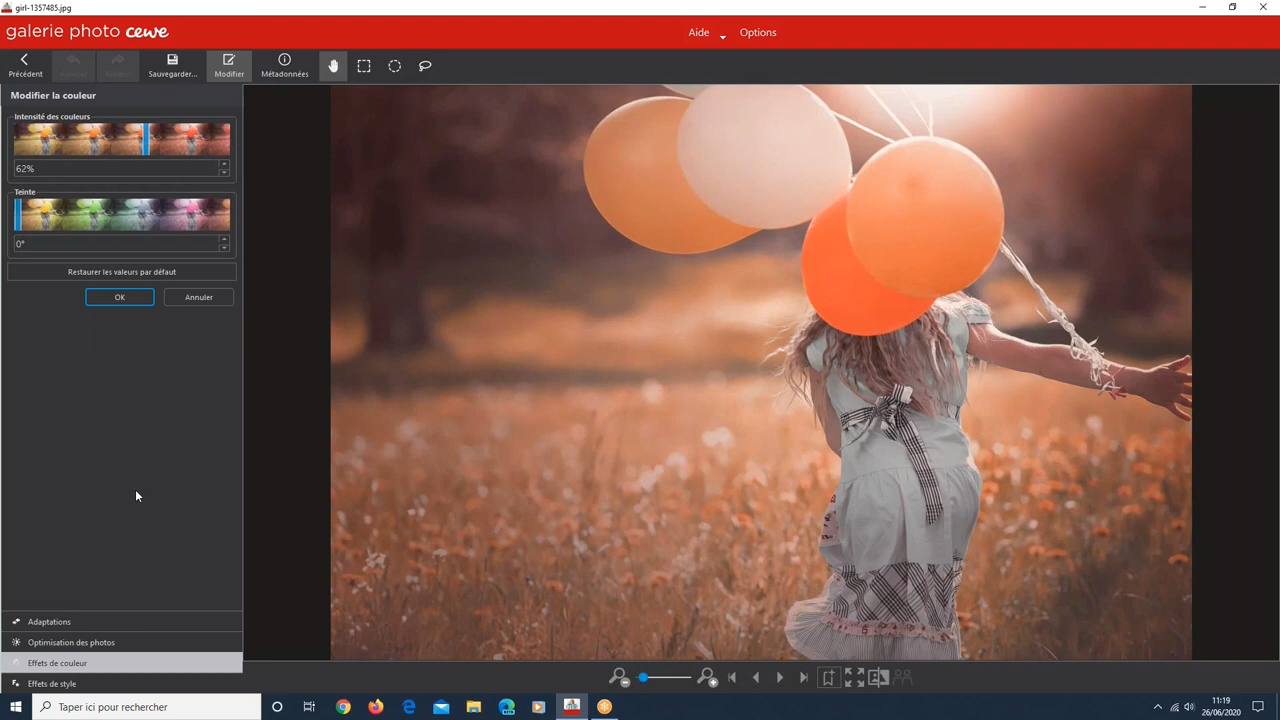 girl-1357485.jpg
galerie photo cewe
Aide
Options
Précédent
Sauvegarder...
Modifier
Métadonnées
Modifier la couleur
Intensité des couleurs
62%
Teinte
0°
Restaurer les valeurs par défaut
OK
Annuler
Adaptations
Optimisation des photos
Effets de couleur
Effets de style
Taper ici pour rechercher
11:19
26/06/2020